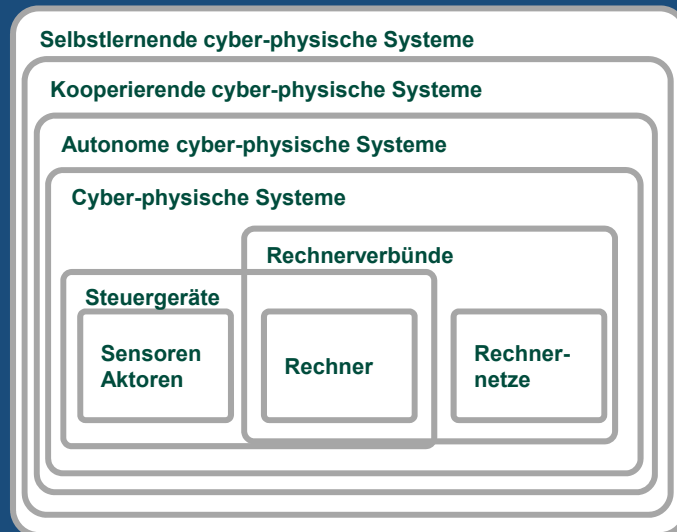 Selbstlernende cyber-physische Systeme
Kooperierende cyber-physische Systeme
Autonome cyber-physische Systeme
Cyber-physische Systeme
Rechnerverbünde
Steuergeräte
Sensoren
Aktoren
Rechner
Rechner-
netze